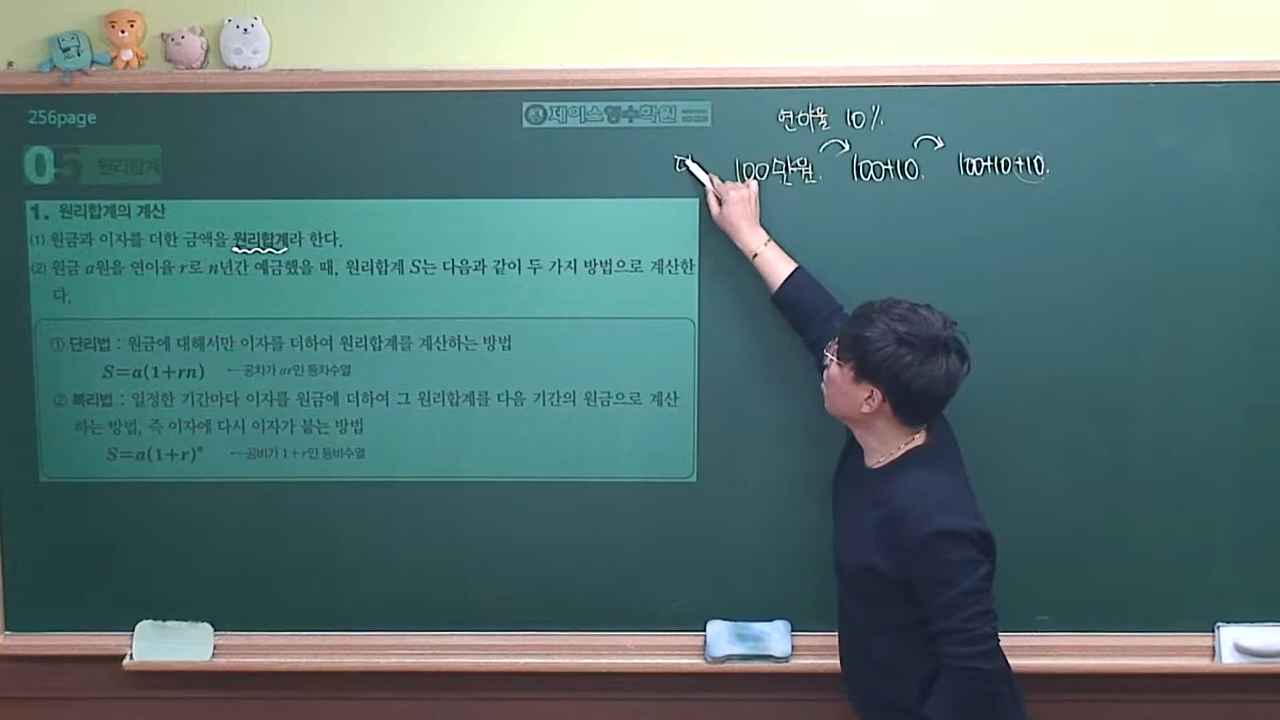 256page
제이스영수학원
연이율 10%
05 원리합계
100만원. 100+10. 100+10+10.
1. 원리합계의 계산
(1) 원금과 이자를 더한 금액을 원리합계라 한다.
(2) 원금 a원을 연이율 r로 n년간 예금했을 때, 원리합계 S는 다음과 같이 두 가지 방법으로 계산한
다.
① 단리법 : 원금에 대해서만 이자를 더하여 원리합계를 계산하는 방법
S=a(1+rn) ←공차가 ar인 등차수열
② 복리법 : 일정한 기간마다 이자를 원금에 더하여 그 원리합계를 다음 기간의 원금으로 계산
하는 방법, 즉 이자에 다시 이자가 붙는 방법
S=a(1+r)ⁿ ←공비가 1+r인 등비수열